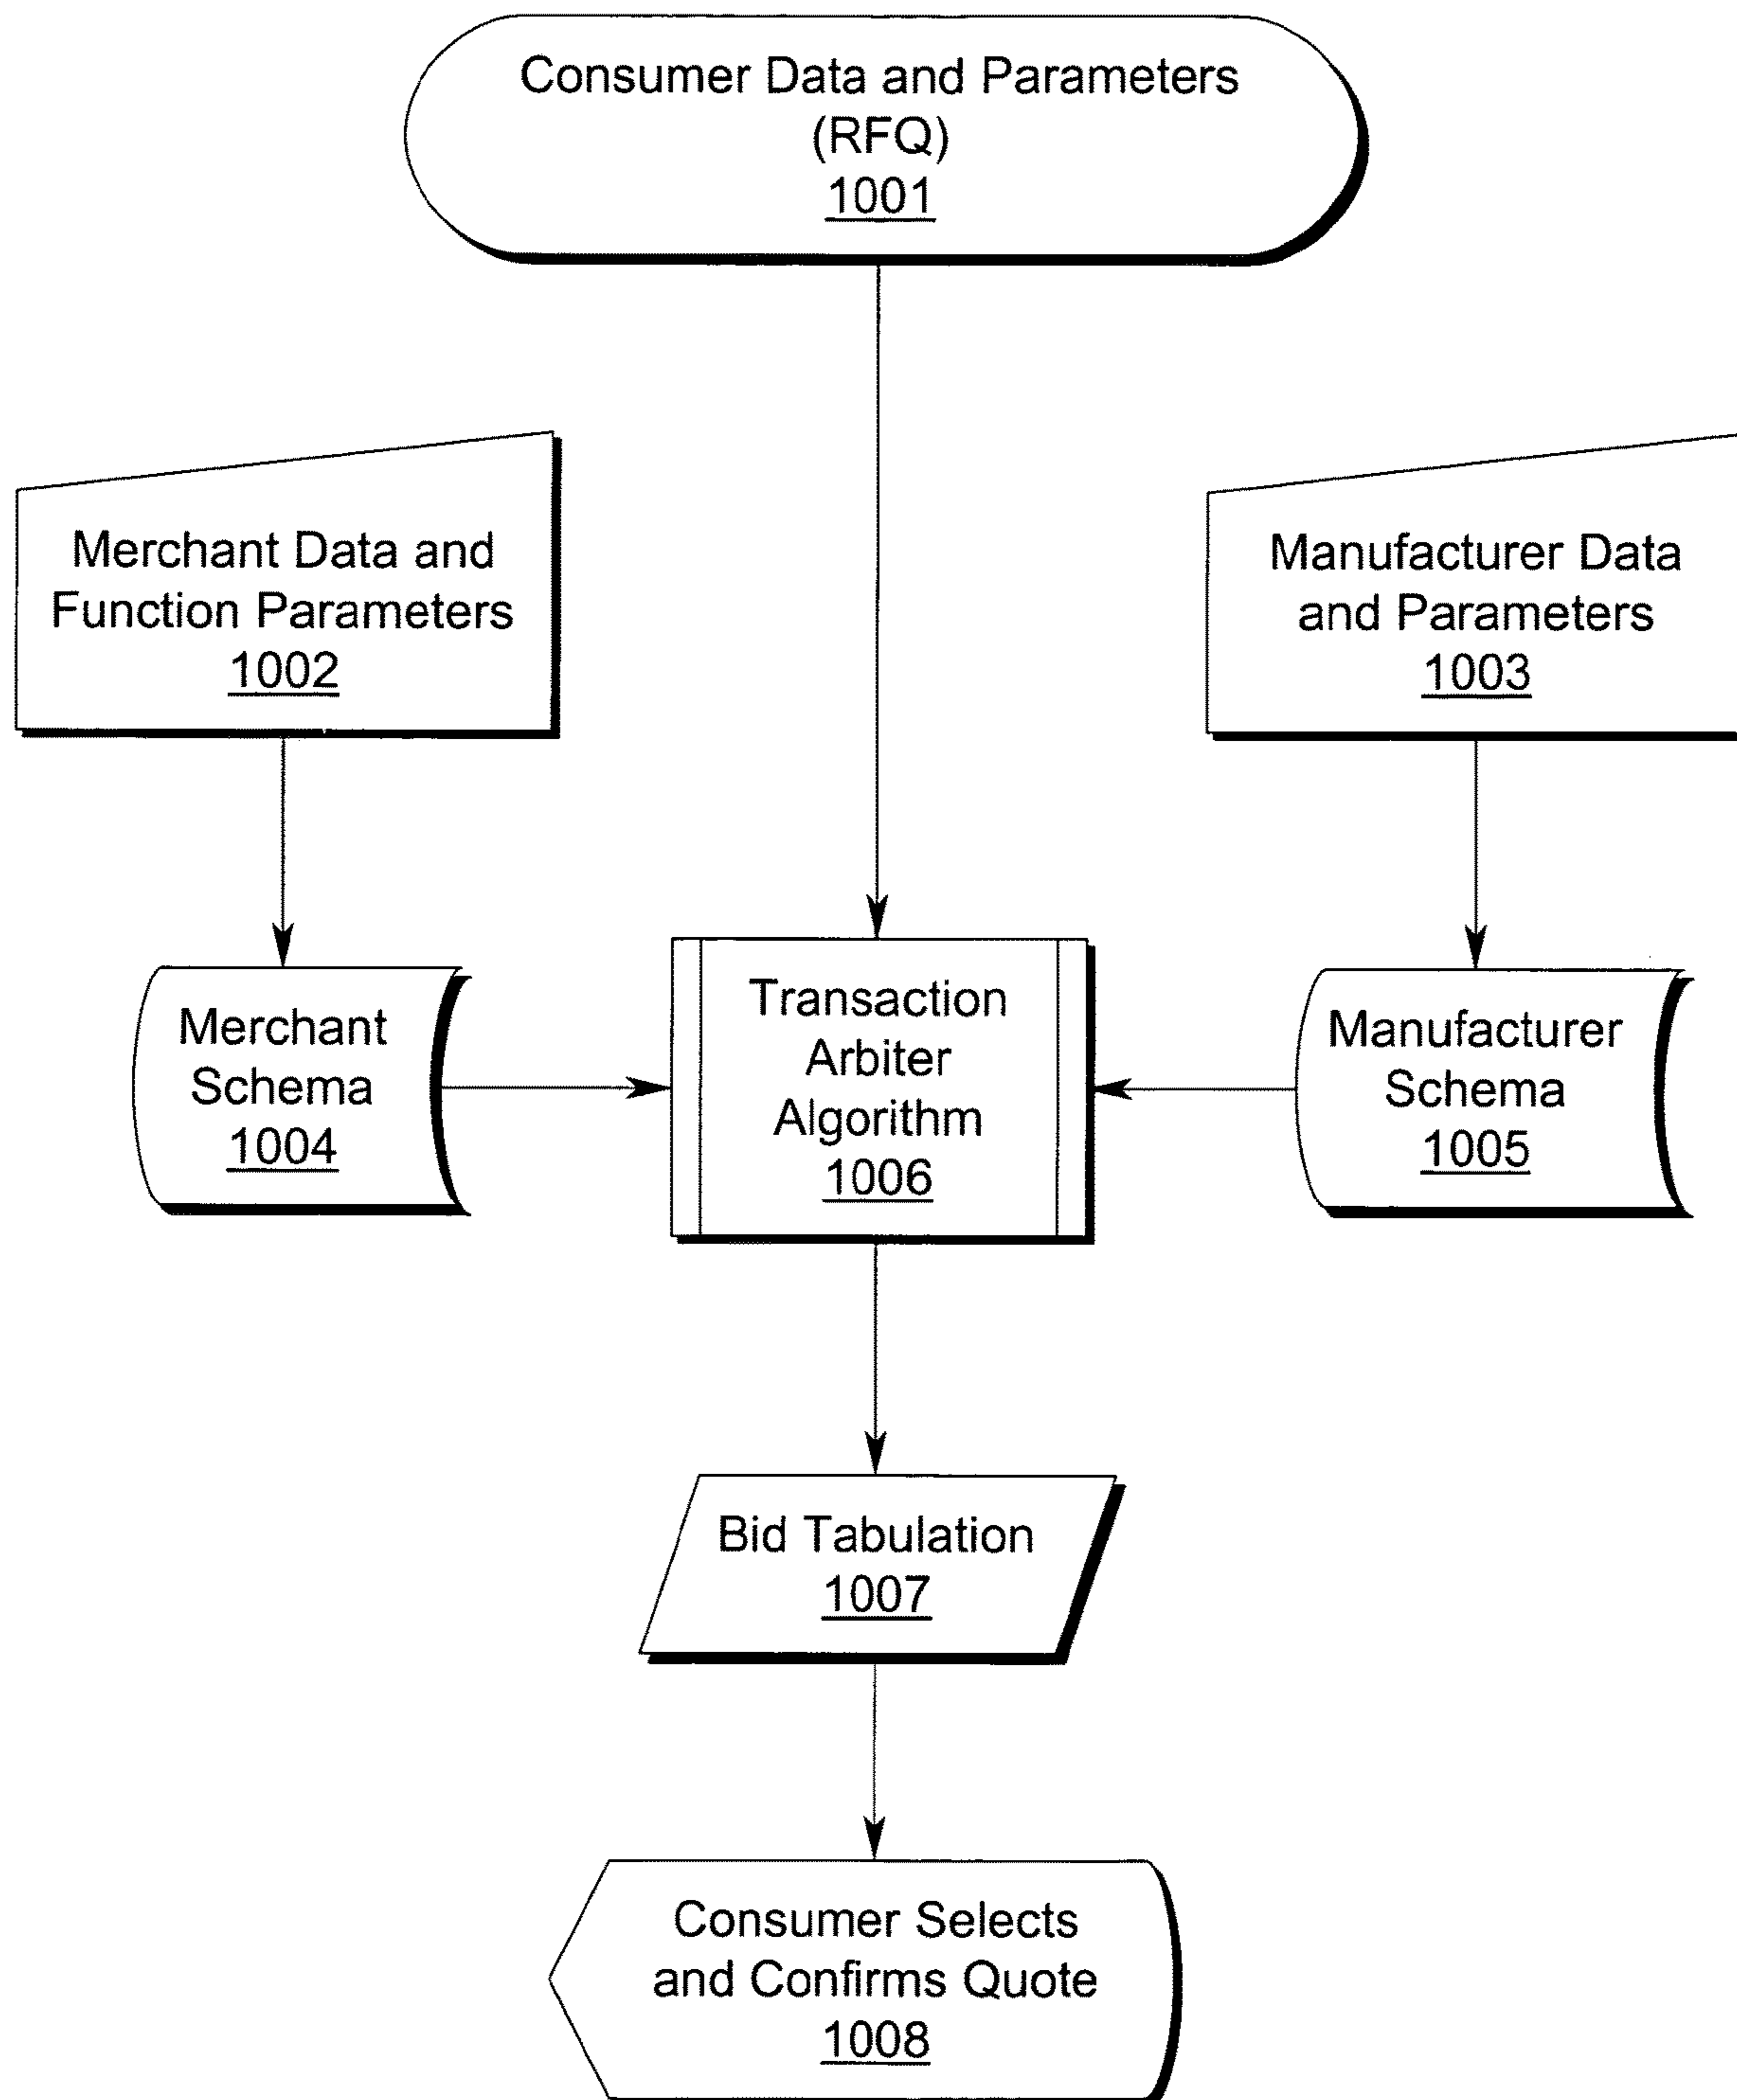 Consumer Data and Parameters
(RFQ)
1001
Merchant Data and
Function Parameters
1002
Manufacturer Data
and Parameters
1003
Merchant
Schema
1004
Transaction
Arbiter
Algorithm
1006
Manufacturer
Schema
1005
Bid Tabulation
1007
Consumer Selects
and Confirms Quote
1008